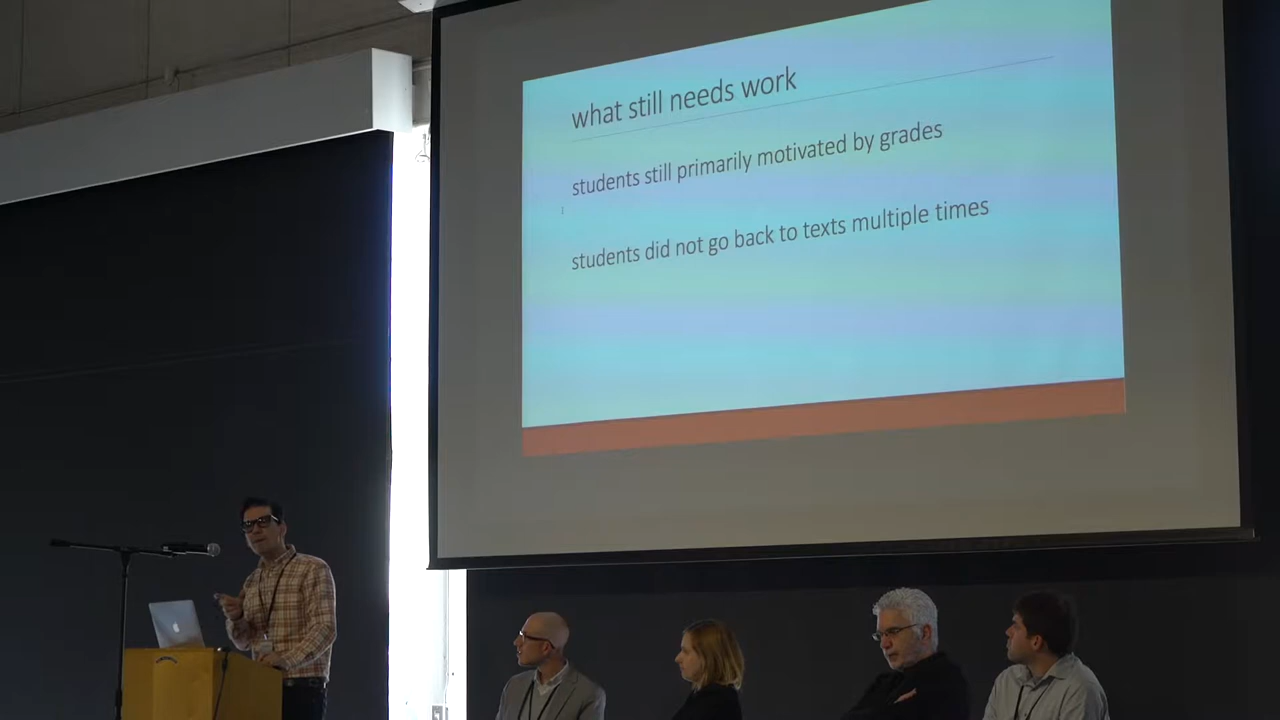 what still needs work
students still primarily motivated by grades
students did not go back to texts multiple times